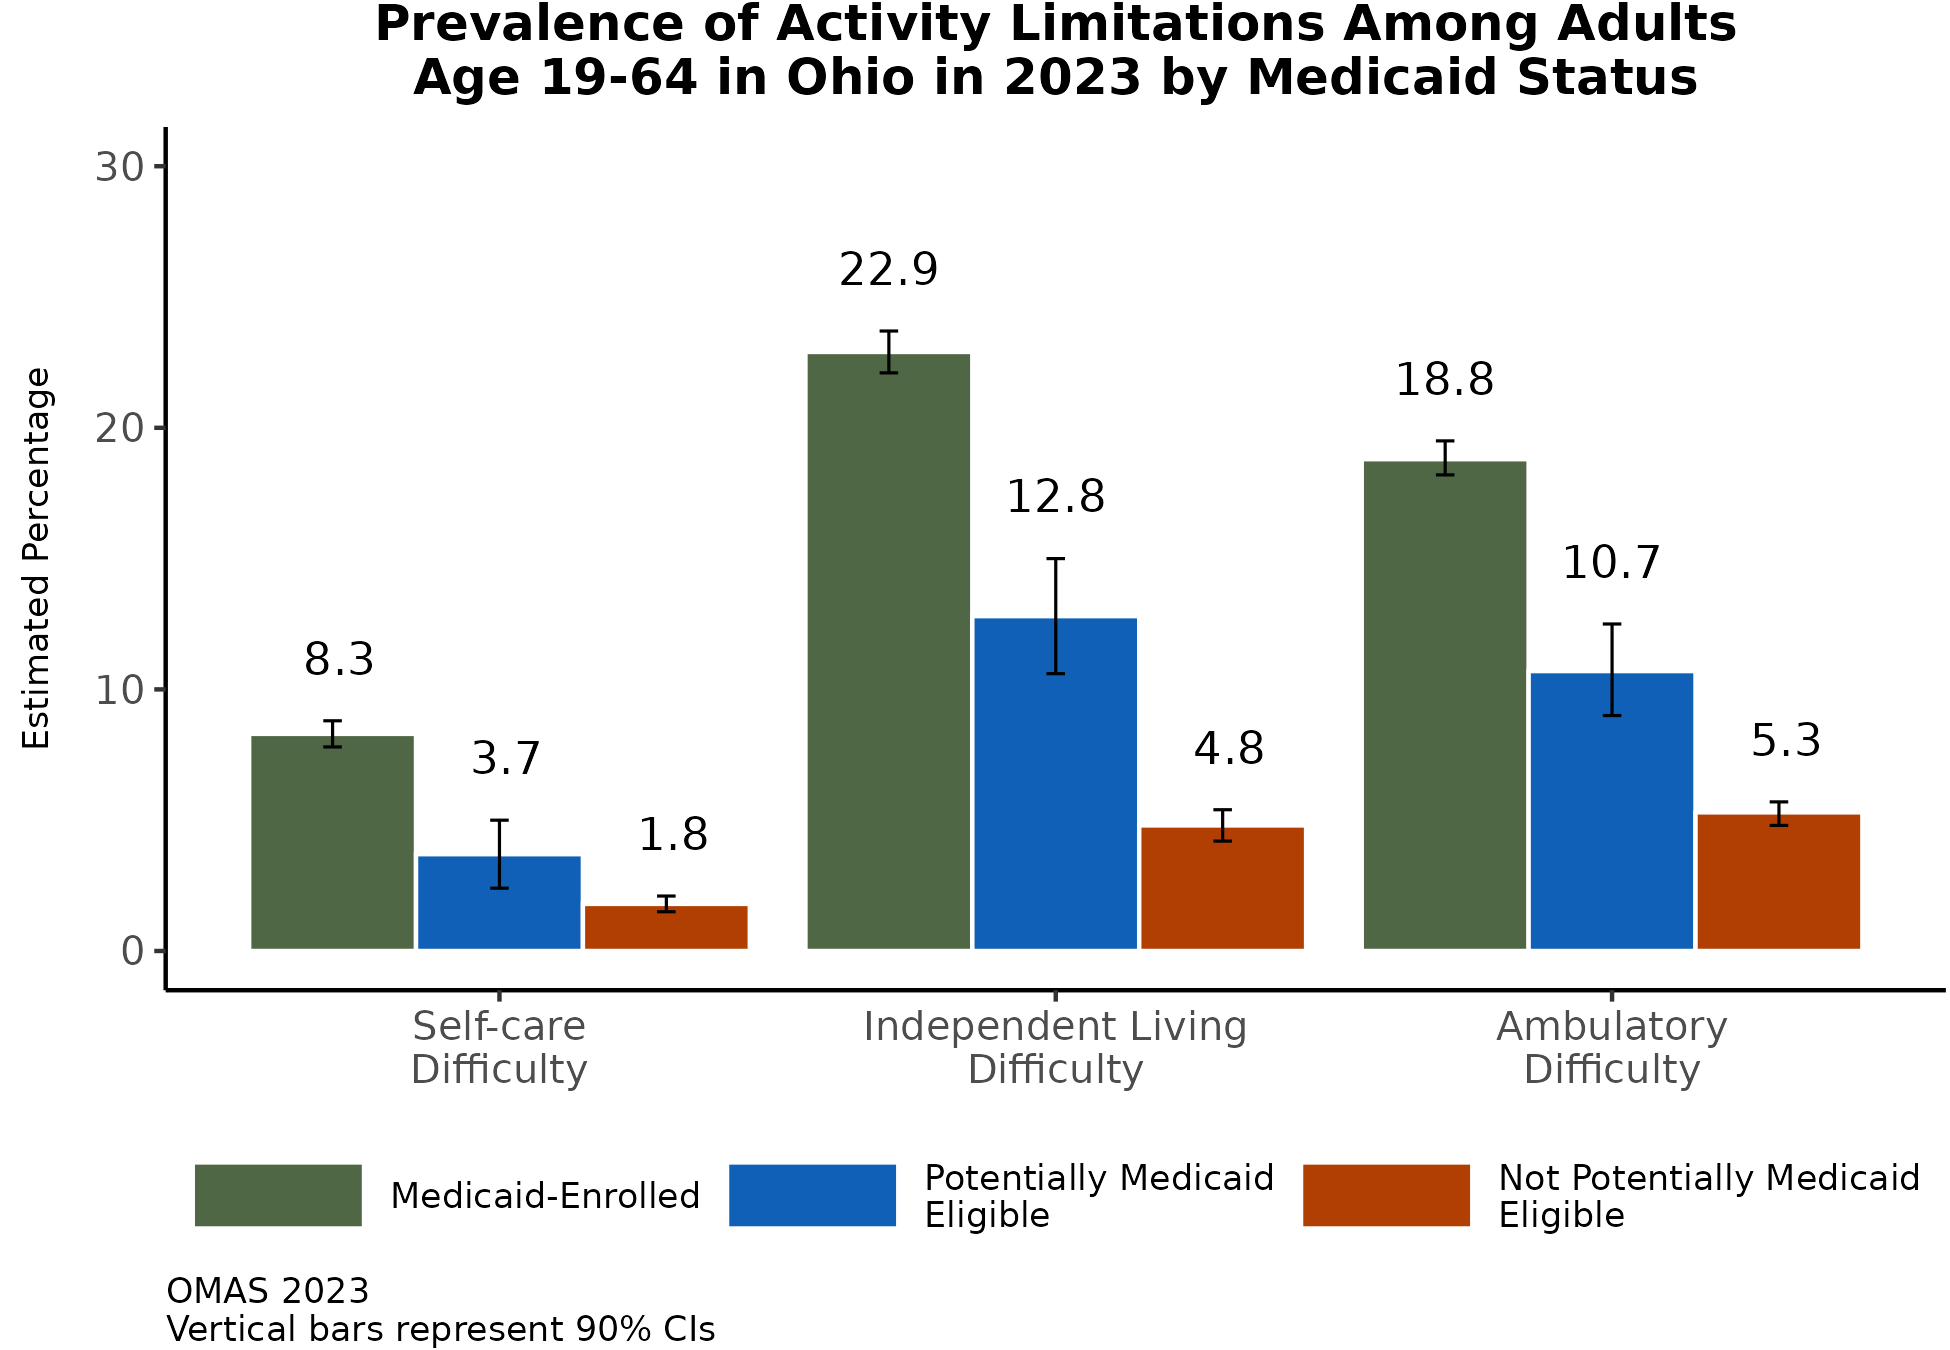 Prevalence of Activity Limitations Among Adults
Age 19-64 in Ohio in 2023 by Medicaid Status
Estimated Percentage
30
20
10
0
8.3
3.7
1.8
22.9
12.8
4.8
18.8
10.7
5.3
Self-care
Difficulty
Independent Living
Difficulty
Ambulatory
Difficulty
Medicaid-Enrolled
Potentially Medicaid
Eligible
Not Potentially Medicaid
Eligible
OMAS 2023
Vertical bars represent 90% CIs